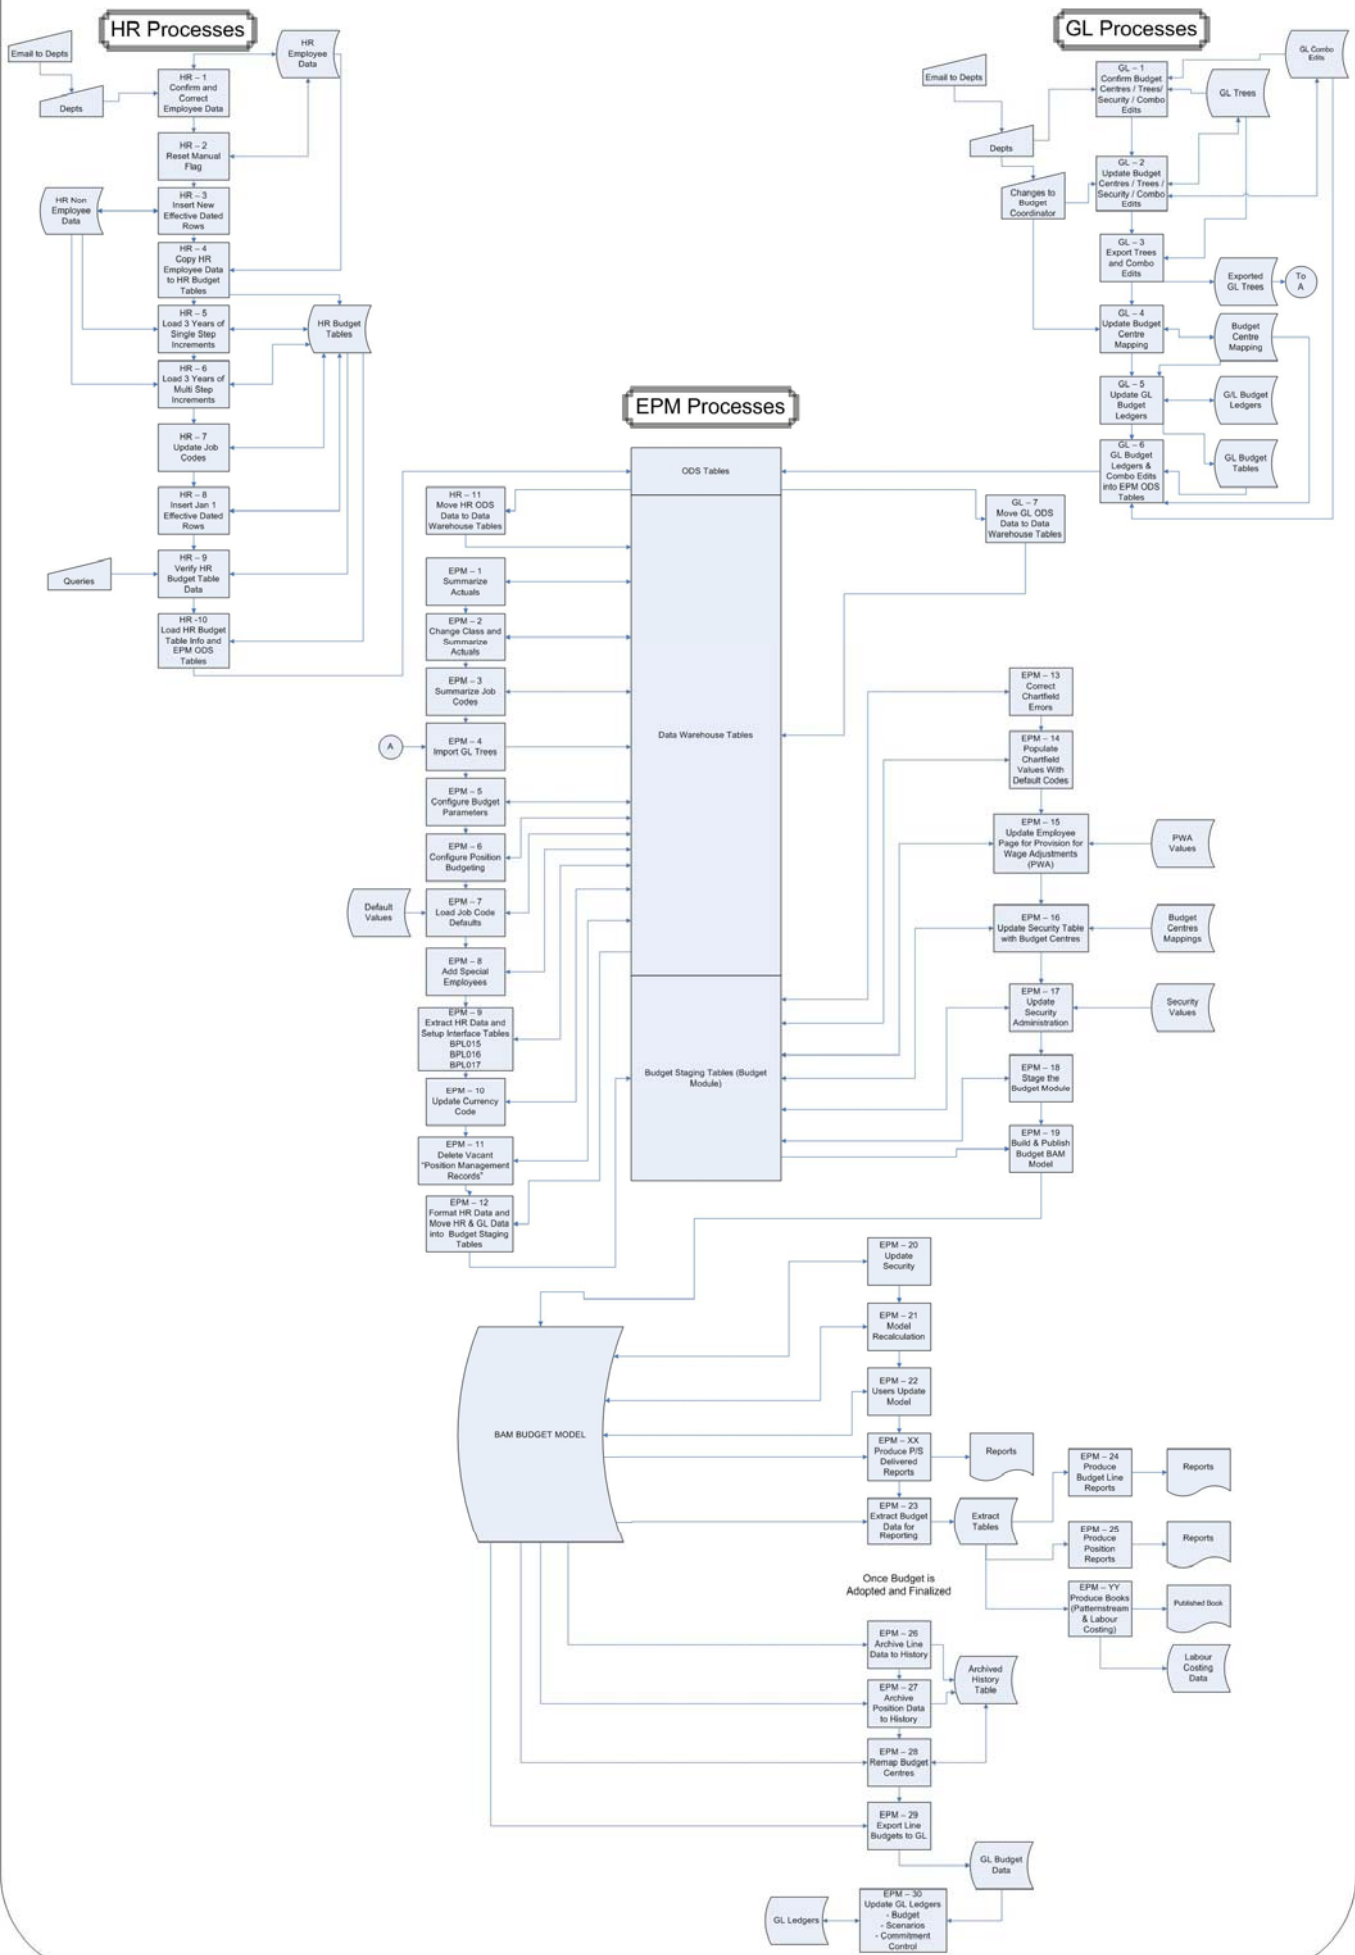 HR Processes
Email to Depts
Depts
HR
Employee
Data
HR – 1
Confirm and
Correct
Employee Data
HR – 2
Reset Manual
Flag
HR Non
Employee
Data
HR – 3
Insert New
Effective Dated
Rows
HR – 4
Copy HR
Employee Data
to HR Budget
Tables
HR – 5
Load 3 Years of
Single Step
Increments
HR Budget
Tables
HR – 6
Load 3 Years of
Multi Step
Increments
HR – 7
Update Job
Codes
HR – 8
Insert Jan 1
Effective Dated
Rows
Queries
HR – 9
Verify HR
Budget Table
Data
HR -10
Load HR Budget
Table Info and
EPM ODS
Tables
GL Processes
Email to Depts
Depts
Changes to
Budget
Coordinator
GL Combo
Edits
GL Trees
GL – 1
Confirm Budget
Centres / Trees/
Security / Combo
Edits
GL – 2
Update Budget
Centres / Trees /
Security / Combo
Edits
GL – 3
Export Trees
and Combo
Edits
Exported
GL Trees
To
A
GL – 4
Update Budget
Centre
Mapping
Budget
Centre
Mapping
GL – 5
Update GL
Budget
Ledgers
G/L Budget
Ledgers
GL – 6
GL Budget
Ledgers &
Combo Edits
into EPM ODS
Tables
GL Budget
Tables
EPM Processes
ODS Tables
HR – 11
Move HR ODS
Data to Data
Warehouse Tables
GL – 7
Move GL ODS
Data to Data
Warehouse Tables
EPM – 1
Summarize
Actuals
EPM – 2
Change Class and
Summarize
Actuals
EPM – 3
Summarize Job
Codes
A
EPM – 4
Import GL Trees
Data Warehouse Tables
EPM – 5
Configure Budget
Parameters
EPM – 6
Configure Position
Budgeting
Default
Values
EPM – 7
Load Job Code
Defaults
EPM – 8
Add Special
Employees
EPM – 9
Extract HR Data and
Setup Interface Tables
BPL015
BPL016
BPL017
EPM – 10
Update Currency
Code
EPM – 11
Delete Vacant
"Position Management
Records"
EPM – 12
Format HR Data and
Move HR & GL Data
into Budget Staging
Tables
Budget Staging Tables (Budget
Module)
EPM – 13
Correct
Chartfield
Errors
EPM – 14
Populate
Chartfield
Values With
Default Codes
EPM – 15
Update Employee
Page for Provision for
Wage Adjustments
(PWA)
PWA
Values
EPM – 16
Update Security Table
with Budget Centres
Budget
Centres
Mappings
EPM – 17
Update
Security
Administration
Security
Values
EPM – 18
Stage the
Budget Module
EPM – 19
Build & Publish
Budget BAM
Model
EPM – 20
Update
Security
EPM – 21
Model
Recalculation
EPM – 22
Users Update
Model
BAM BUDGET MODEL
EPM – XX
Produce P/S
Delivered
Reports
Reports
EPM – 23
Extract Budget
Data for
Reporting
Extract
Tables
EPM – 24
Produce
Budget Line
Reports
Reports
EPM – 25
Produce
Position
Reports
Reports
EPM – YY
Produce Books
(Patternstream
& Labour
Costing)
Published Book
Labour
Costing
Data
Once Budget is
Adopted and Finalized
EPM – 26
Archive Line
Data to History
Archived
History
Table
EPM – 27
Archive
Position Data
to History
EPM – 28
Remap Budget
Centres
EPM – 29
Export Line
Budgets to GL
GL Budget
Data
GL Ledgers
EPM – 30
Update GL Ledgers
- Budget
- Scenarios
- Commitment
Control